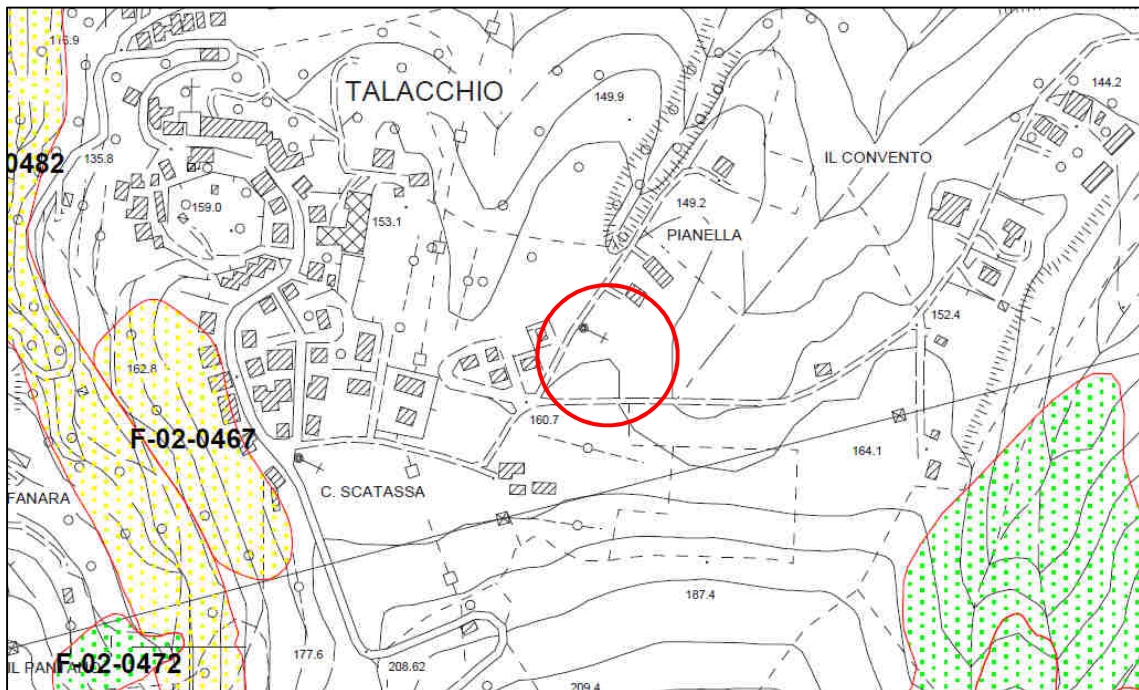 116.9
144.2
TALACCHIO
149.9
0482
135.8
IL CONVENTO
159.0
149.2
153.1
PIANELLA
152.4
162.8
160.7
F-02-0467
164.1
C. SCATASSA
FANARA
187.4
177.6
IL PANTANO
F-02-0472
208.62
209.4